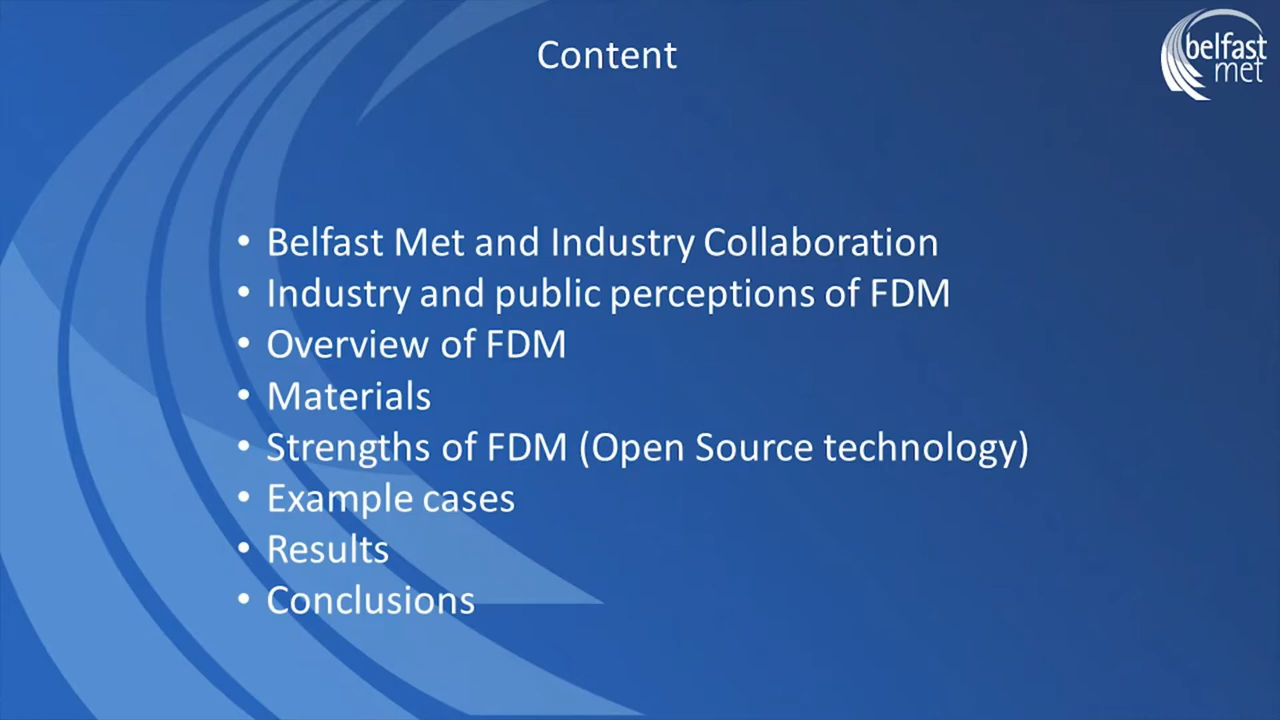 Content
belfast
met
• Belfast Met and Industry Collaboration
• Industry and public perceptions of FDM
• Overview of FDM
• Materials
• Strengths of FDM (Open Source technology)
• Example cases
• Results
• Conclusions